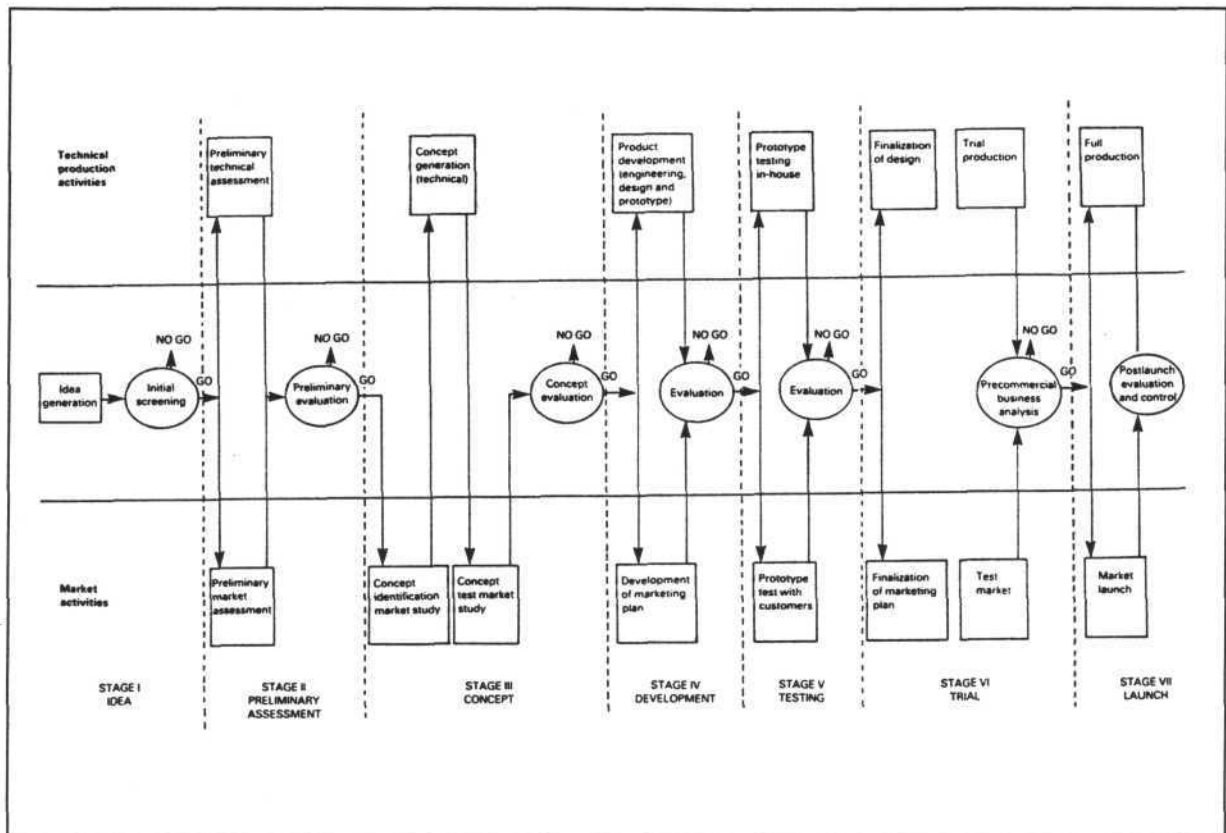 Technical
production
activities
Preliminary
technical
assessment
Concept
generation
(technical)
Product
development
(engineering,
design and
prototype)
Prototype
testing
in-house
Finalization
of design
Trial
production
Full
production
Idea
generation
Initial
screening
NO GO
GO
Preliminary
evaluation
NO GO
GO
Concept
evaluation
NO GO
GO
Evaluation
NO GO
GO
Evaluation
NO GO
GO
Precommercial
business
analysis
NO GO
GO
Postlaunch
evaluation
and control
Market
activities
Preliminary
market
assessment
Concept
identification
market study
Concept
test market
study
Development
of marketing
plan
Prototype
test with
customers
Finalization
of marketing
plan
Test
market
Market
launch
STAGE I
IDEA
STAGE II
PRELIMINARY
ASSESSMENT
STAGE III
CONCEPT
STAGE IV
DEVELOPMENT
STAGE V
TESTING
STAGE VI
TRIAL
STAGE VII
LAUNCH